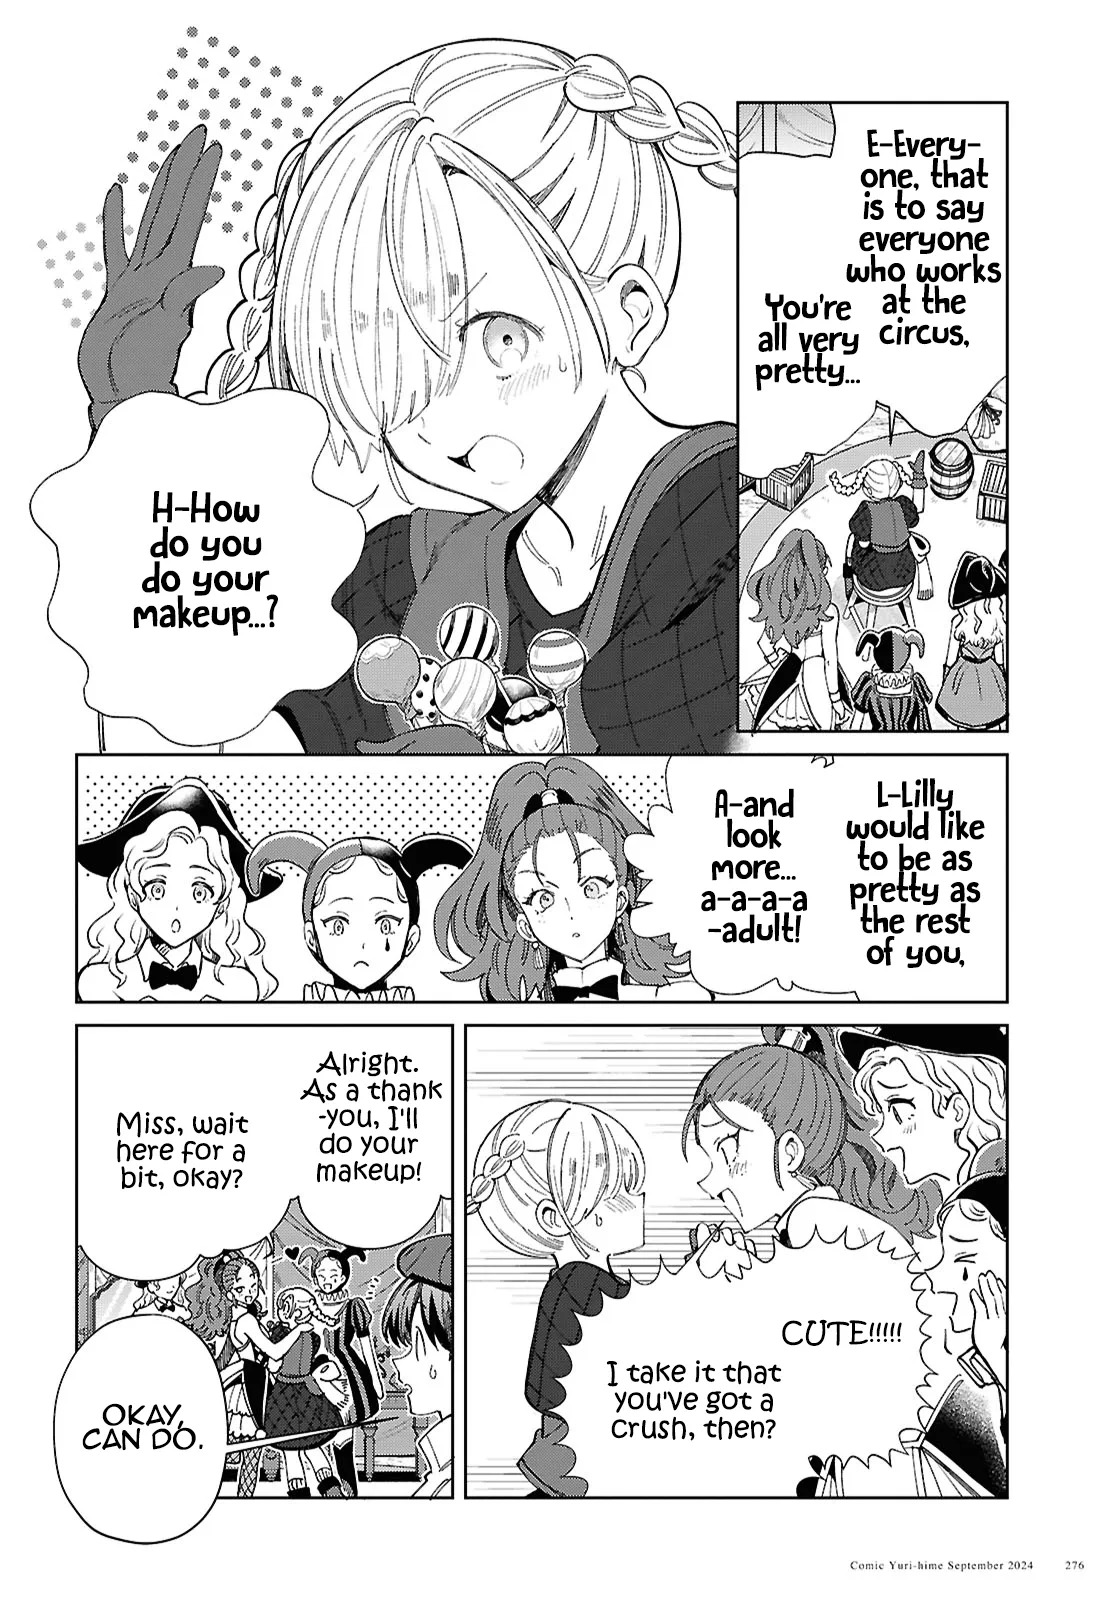 E-Every-
one, that
is to say
everyone
who works
at the
circus,
You're
all very
pretty...
H-How
do you
do your
makeup...?
L-Lilly
would like
to be as
pretty as
the rest
of you,
A-and
look
more...
a-a-a-a
-adult!
CUTE!!!!!
I take it that
you've got a
crush, then?
Alright.
As a thank
-you, I'll
do your
makeup!
Miss, wait
here for a
bit, okay?
OKAY,
CAN DO.
Comic Yuri-hime September 2024 276